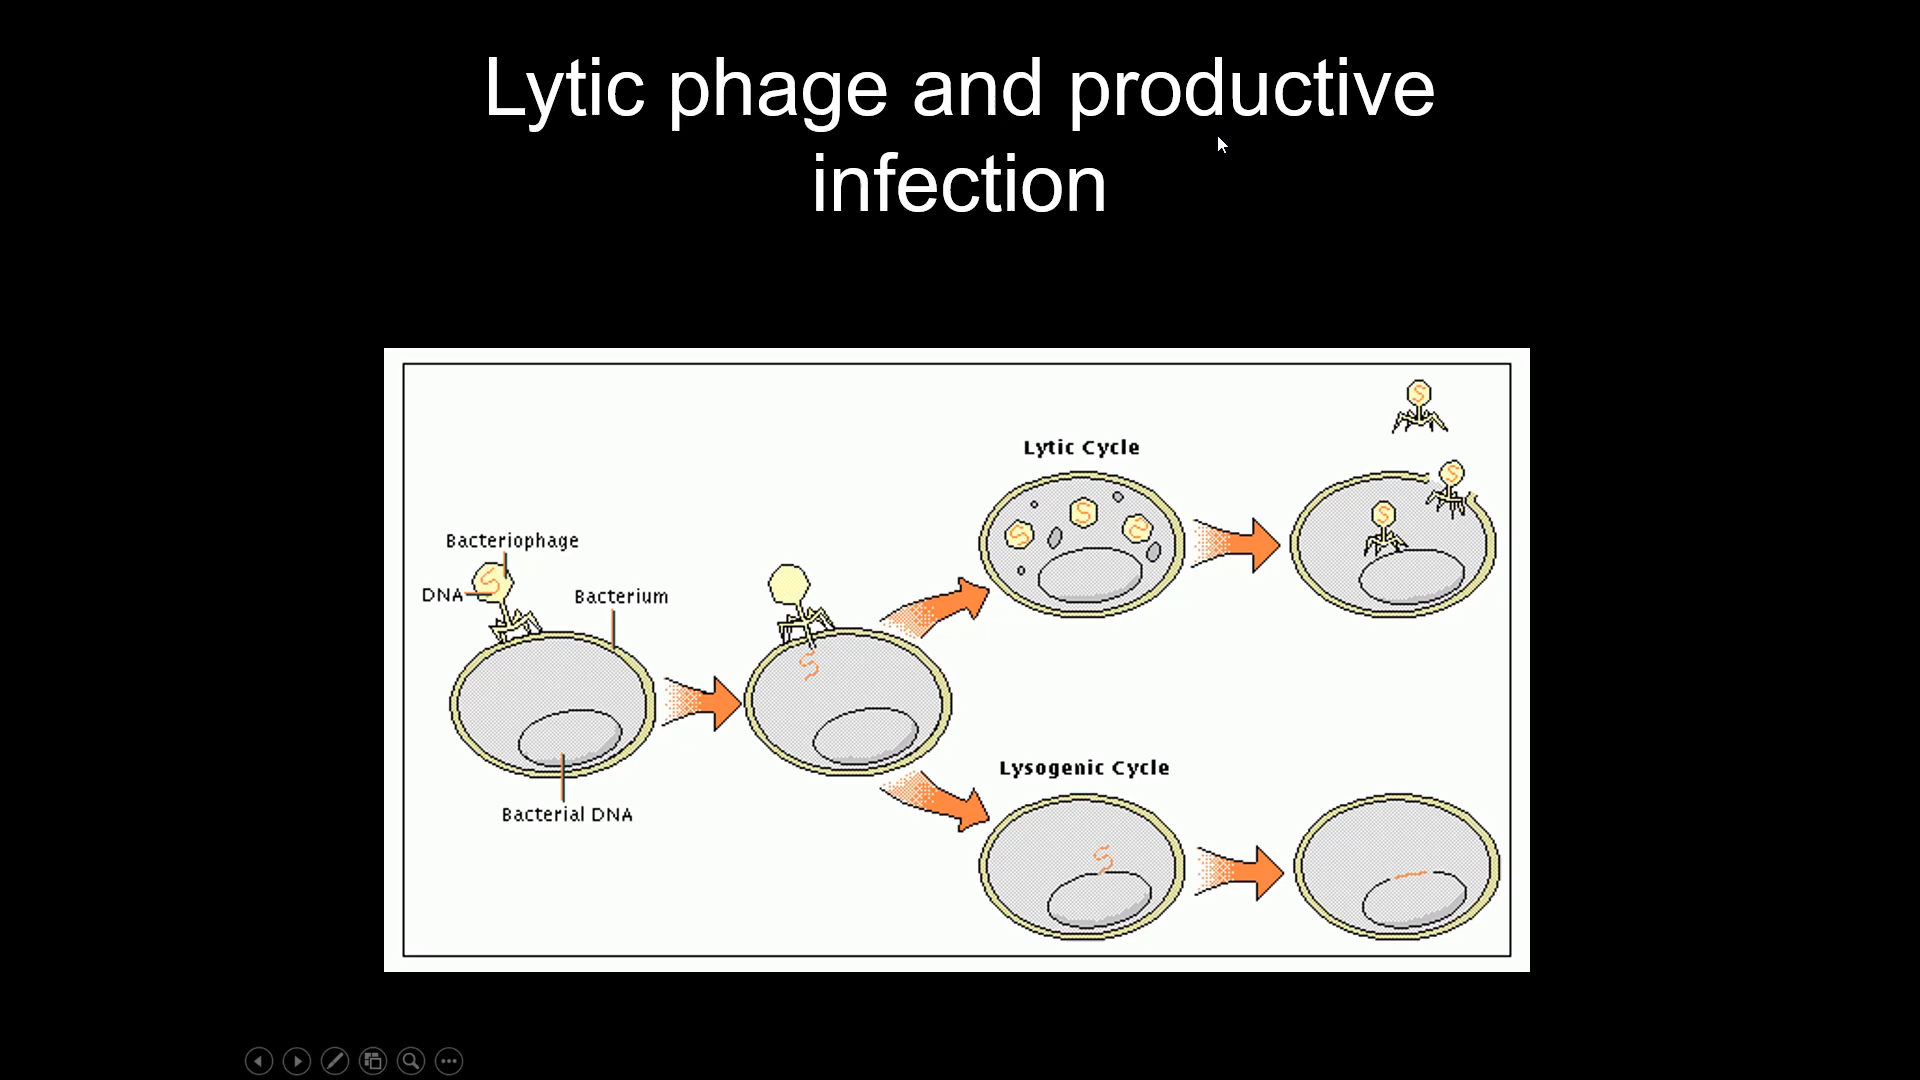 Lytic phage and productive
infection
Lytic Cycle
Bacteriophage
DNA
Bacterium
Bacterial DNA
Lysogenic Cycle